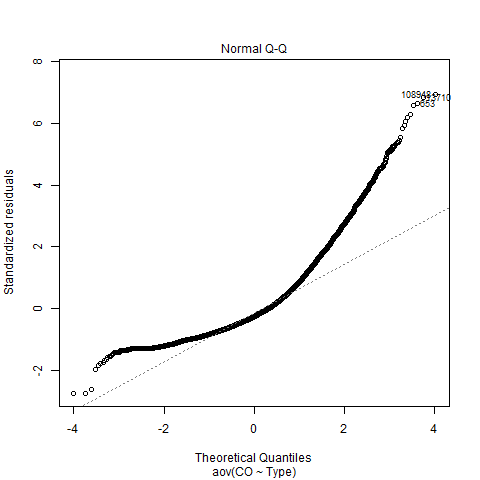 Normal Q-Q
Standardized residuals
8
6
4
2
0
-2
-4
-2
0
2
4
Theoretical Quantiles
aov(CO ~ Type)